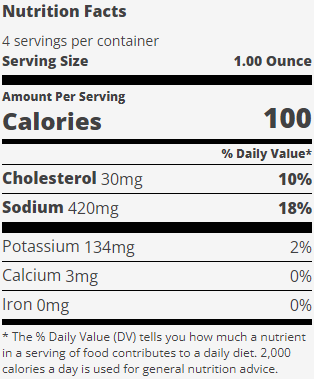 Nutrition Facts
4 servings per container
Serving Size 1.00 Ounce
Amount Per Serving
Calories 100
% Daily Value*
Cholesterol 30mg 10%
Sodium 420mg 18%
Potassium 134mg 2%
Calcium 3mg 0%
Iron 0mg 0%
* The % Daily Value (DV) tells you how much a nutrient
in a serving of food contributes to a daily diet. 2,000
calories a day is used for general nutrition advice.